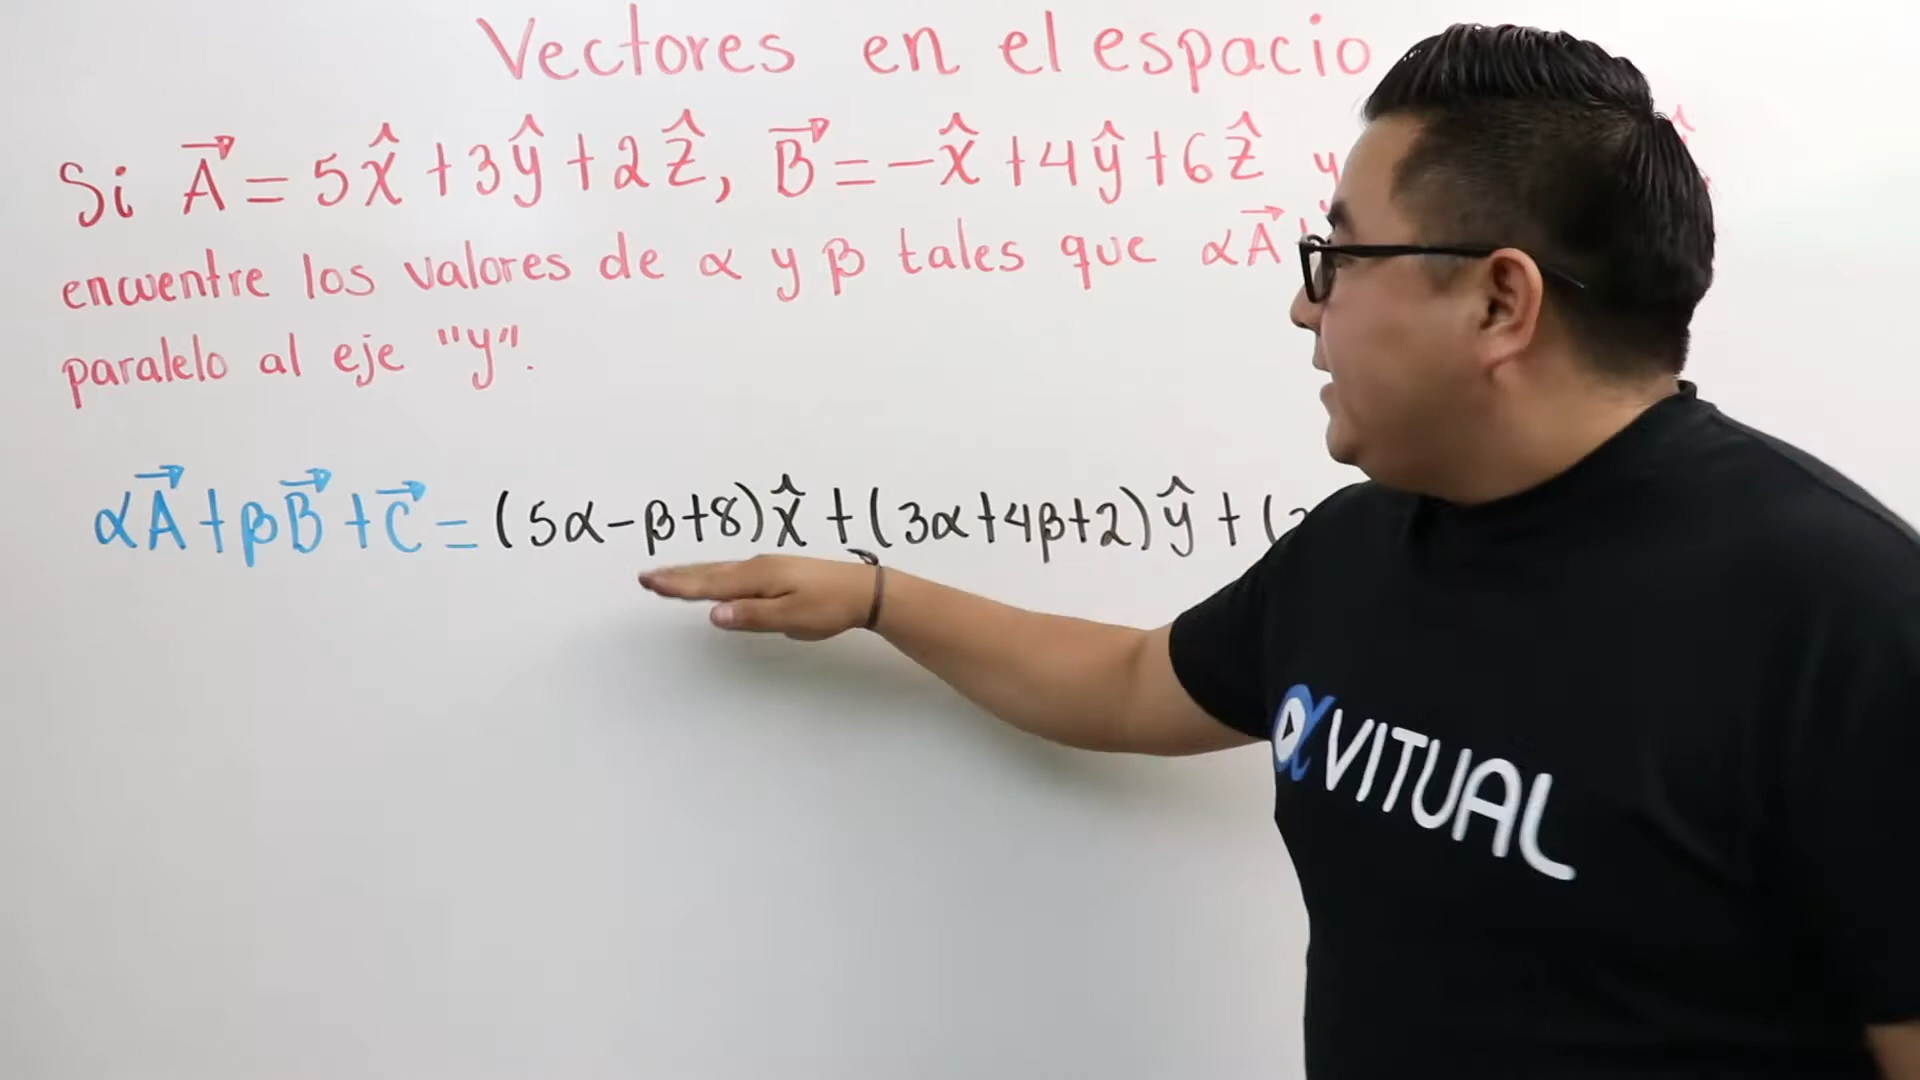 Vectores en el espacio
Si A⃗ = 5x̂ + 3ŷ + 2ẑ, B⃗ = -x̂ + 4ŷ + 6ẑ y
encuentre los valores de α y β tales que αA⃗
paralelo al eje "y".
αA⃗ + βB⃗ + C⃗ = (5α - β + 8)x̂ + (3α + 4β + 2)ŷ + (
αVITUAL